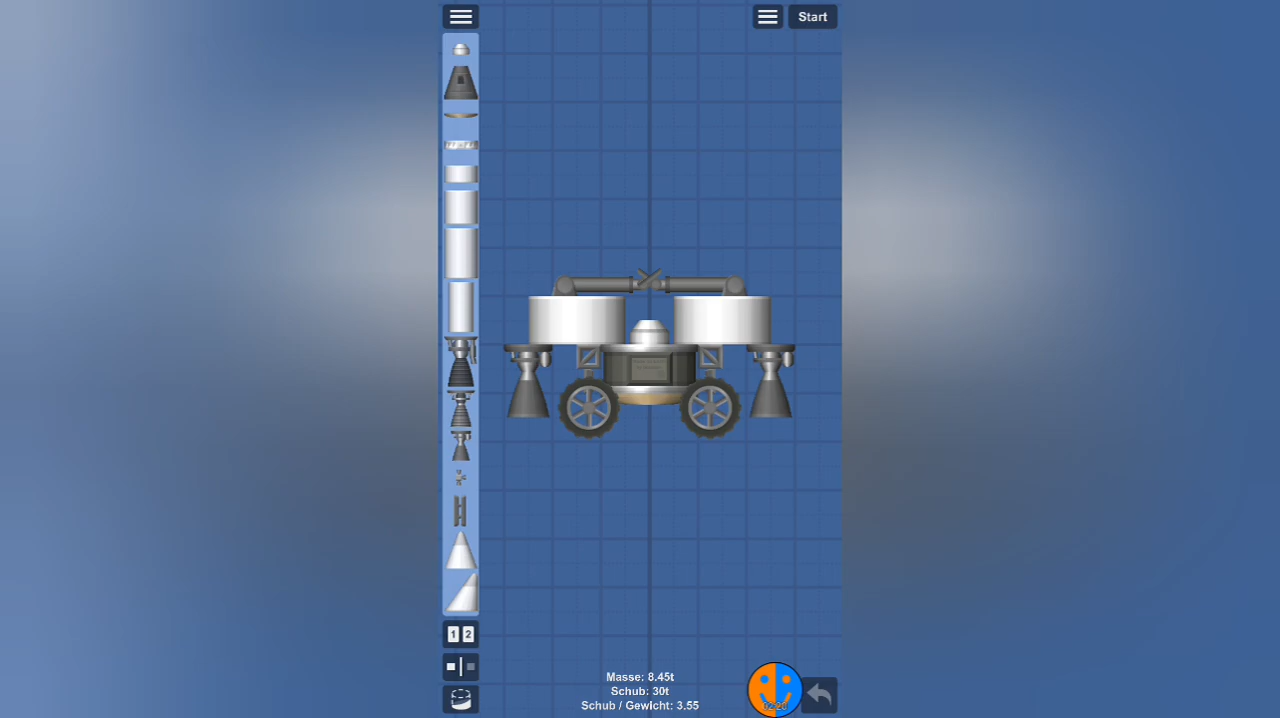 Start
1 2
Masse: 8.45t
Schub: 30t
Schub / Gewicht: 3.55